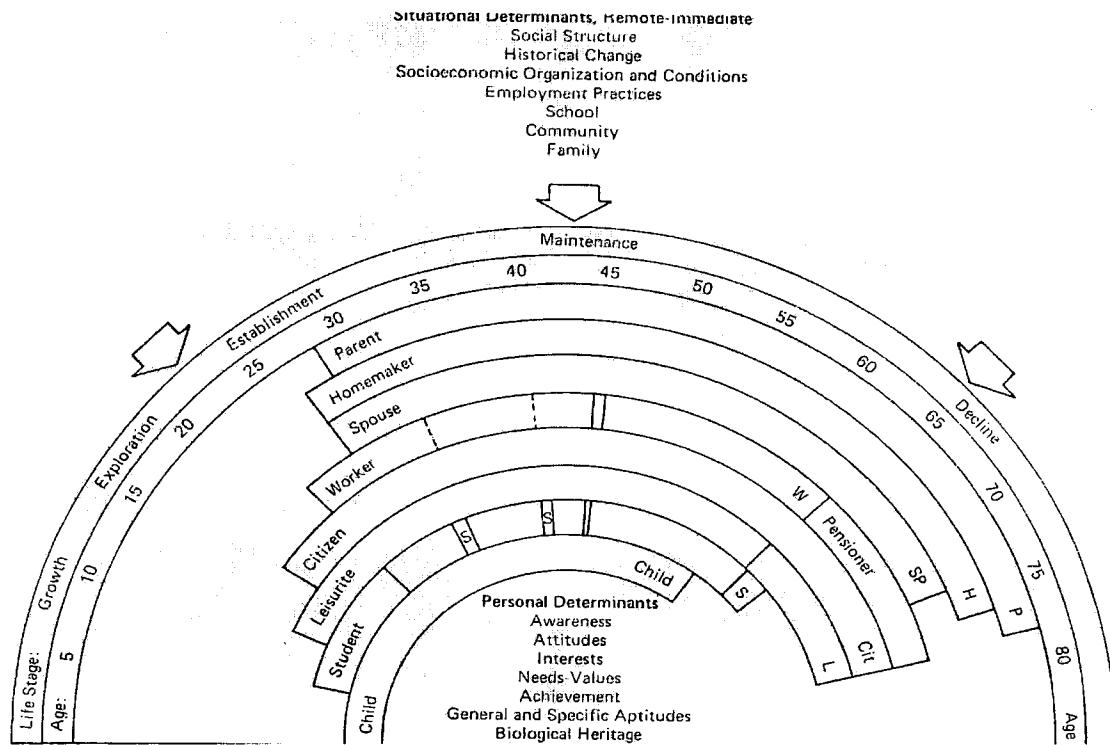 Situational Determinants, Remote-Immediate
Social Structure
Historical Change
Socioeconomic Organization and Conditions
Employment Practices
School
Community
Family
Life Stage:
Growth
Exploration
Establishment
Maintenance
Decline
Age:
5
10
15
20
25
30
35
40
45
50
55
60
65
70
75
80
Age
Parent
P
Homemaker
H
Spouse
SP
Worker
W
Pensioner
Citizen
Cit
Leisurite
L
Student
S
S
S
Child
Child
Personal Determinants
Awareness
Attitudes
Interests
Needs-Values
Achievement
General and Specific Aptitudes
Biological Heritage